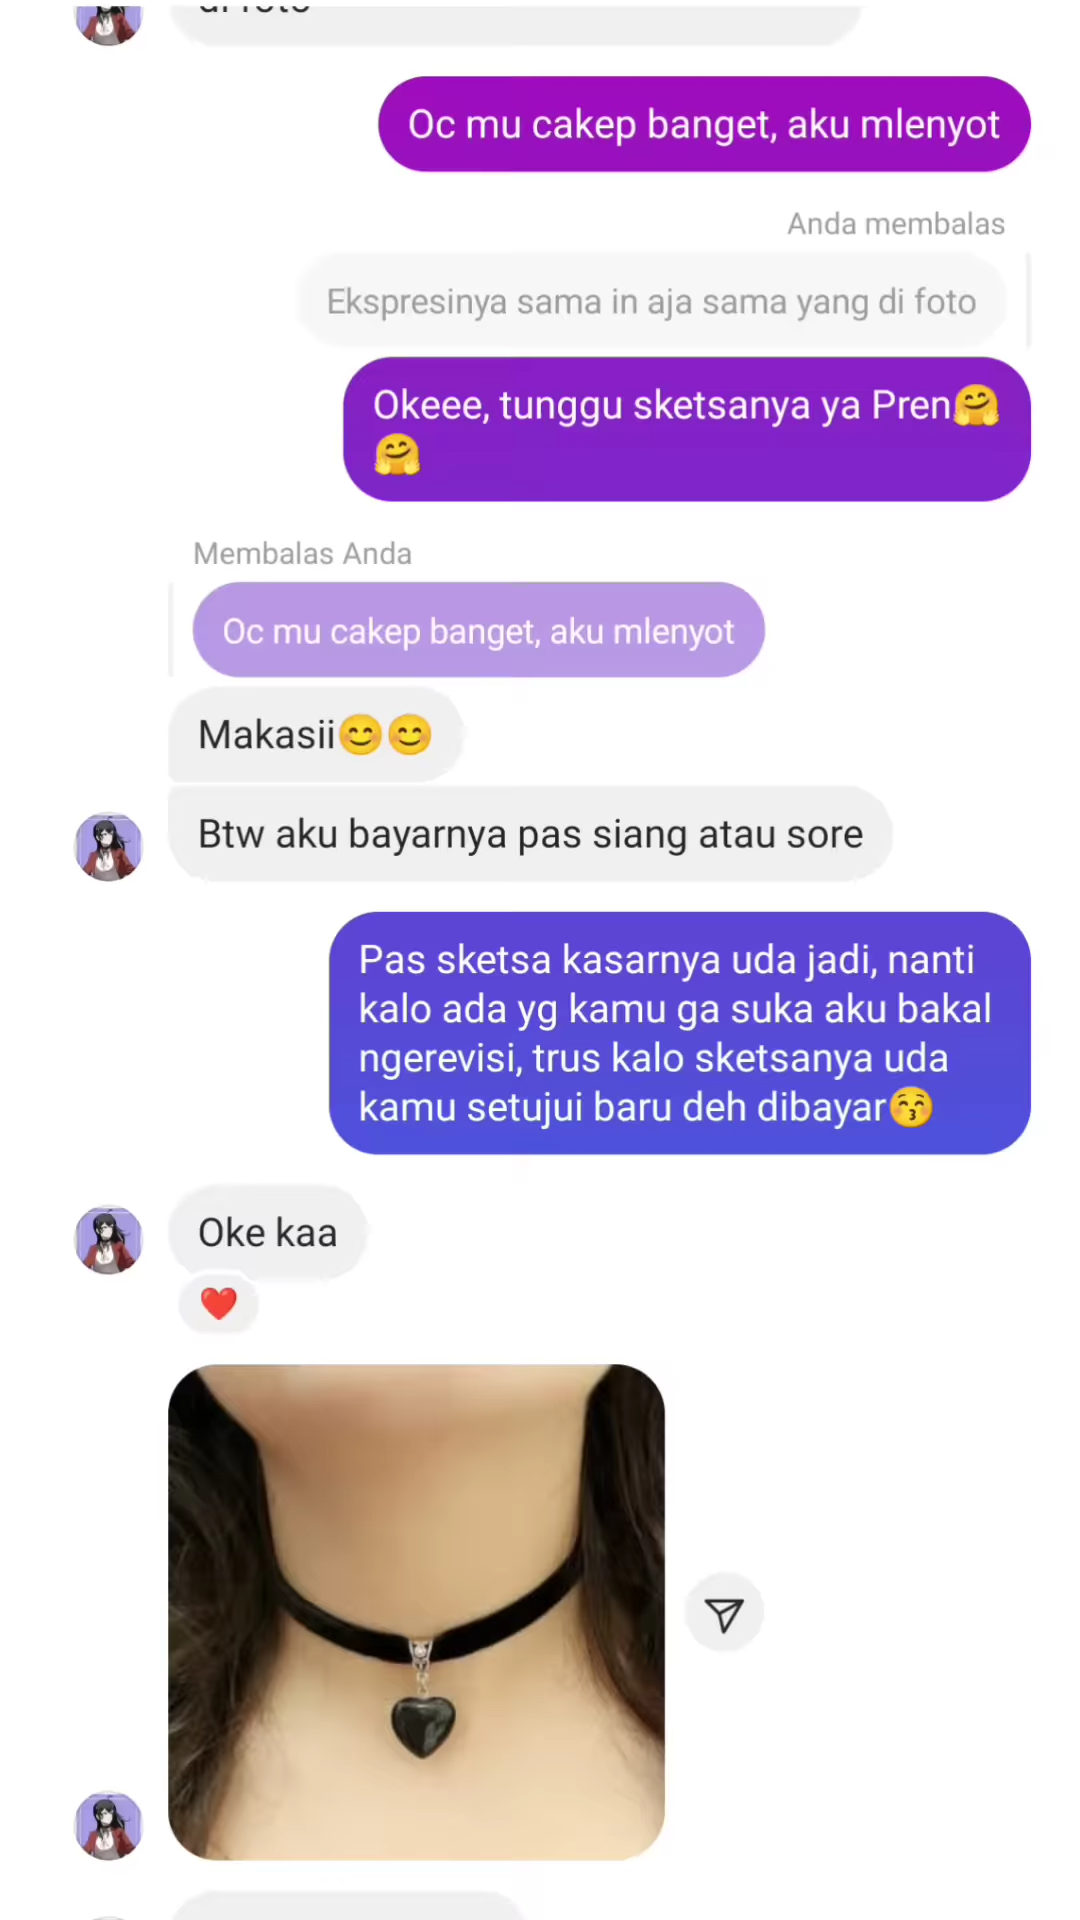 di foto
Oc mu cakep banget, aku mlenyot
Anda membalas
Ekspresinya sama in aja sama yang di foto
Okeee, tunggu sketsanya ya Pren🤗
🤗
Membalas Anda
Oc mu cakep banget, aku mlenyot
Makasii😊😊
Btw aku bayarnya pas siang atau sore
Pas sketsa kasarnya uda jadi, nanti
kalo ada yg kamu ga suka aku bakal
ngerevisi, trus kalo sketsanya uda
kamu setujui baru deh dibayar😚
Oke kaa
❤️